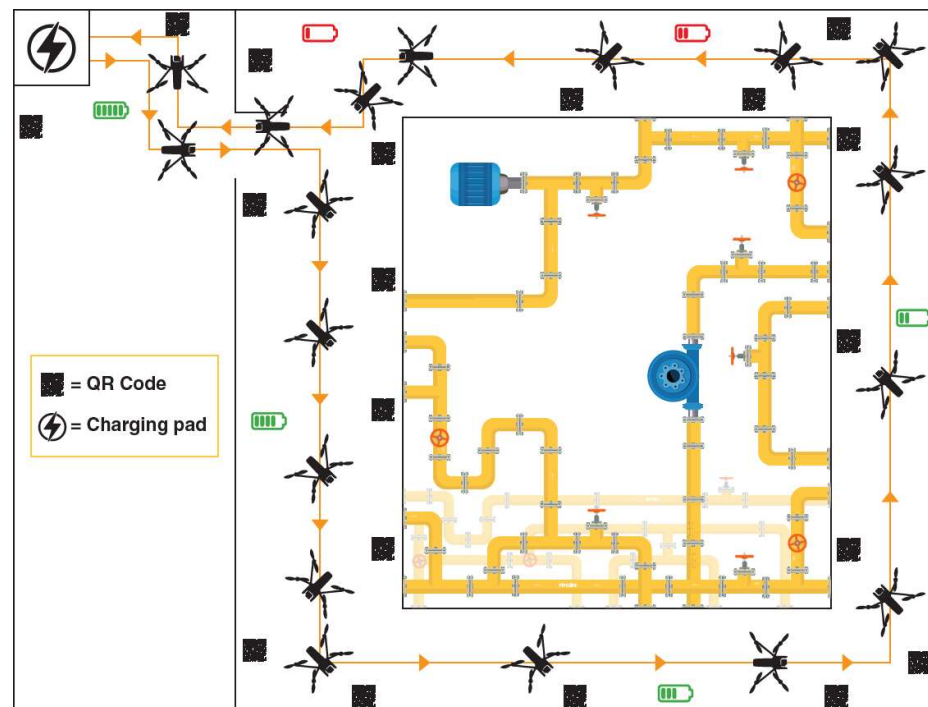 = QR Code
= Charging pad